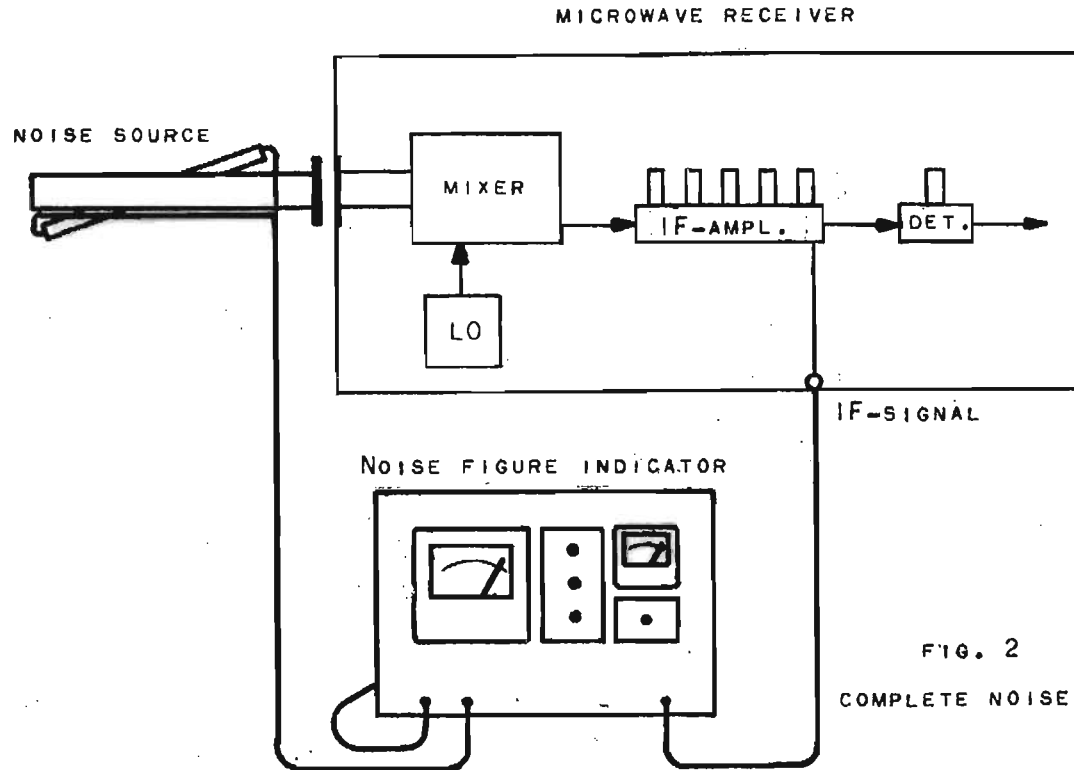 MICROWAVE RECEIVER
NOISE SOURCE
MIXER
IF-AMPL.
DET.
LO
IF-SIGNAL
NOISE FIGURE INDICATOR
FIG. 2
COMPLETE NOISE